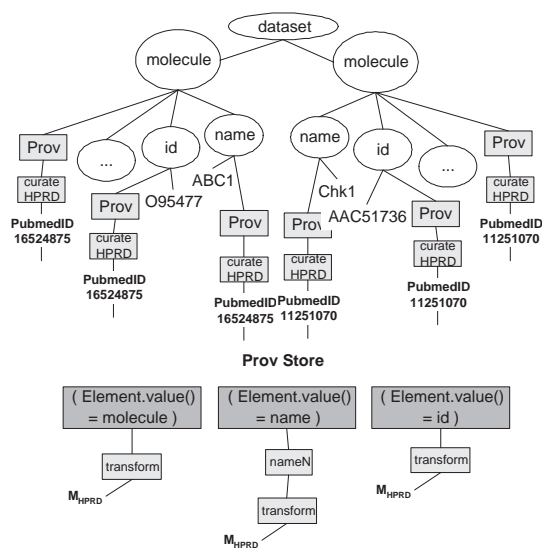 dataset
molecule
molecule
Prov
...
id
name
name
id
...
Prov
curate
HPRD
PubmedID
16524875
Prov
O95477
ABC1
Chk1
AAC51736
curate
HPRD
PubmedID
11251070
curate
HPRD
PubmedID
16524875
Prov
curate
HPRD
PubmedID
16524875
Prov
curate
HPRD
PubmedID
11251070
Prov
curate
HPRD
PubmedID
11251070
Prov Store
( Element.value()
= molecule )
( Element.value()
= name )
( Element.value()
= id )
transform
MHPRD
nameN
transform
MHPRD
transform
MHPRD